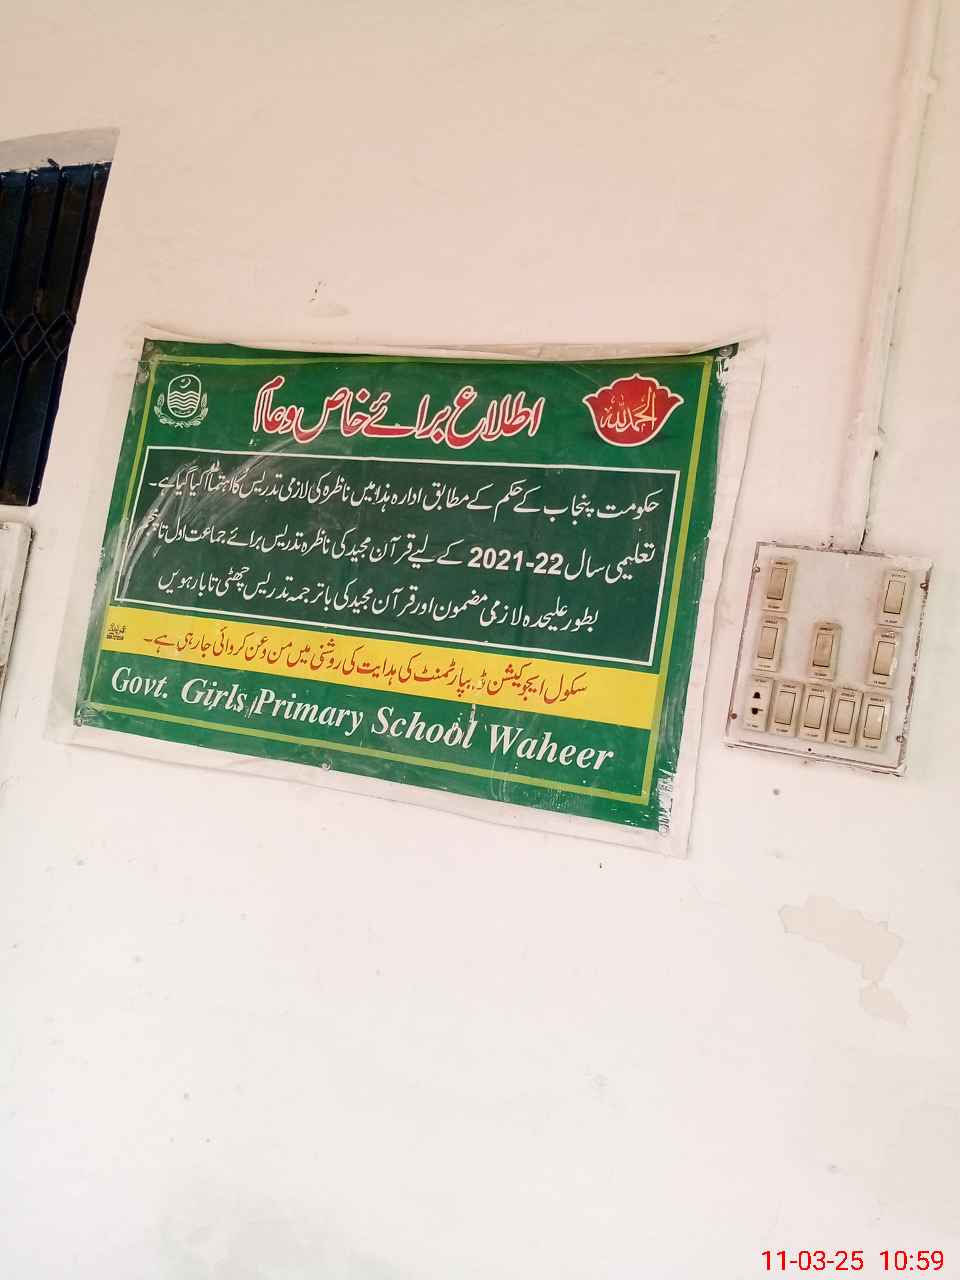 الحمدللہ
اطلاع برائے خاص و عام
حکومت پنجاب کے حکم کے مطابق ادارہ ہذا میں ناظرہ کی لازمی تدریس کا اہتمام کیا گیا ہے۔
تعلیمی سال 22-2021 کے لیے قرآن مجید کی ناظرہ تدریس برائے جماعت اول تا پنجم
بطور علیحدہ لازمی مضمون اور قرآن مجید کی با ترجمہ تدریس چھٹی تا بارہویں
سکول ایجوکیشن ڈیپارٹمنٹ کی ہدایت کی روشنی میں من و عن کروائی جارہی ہے۔
Govt. Girls Primary School Waheer
11-03-25 10:59